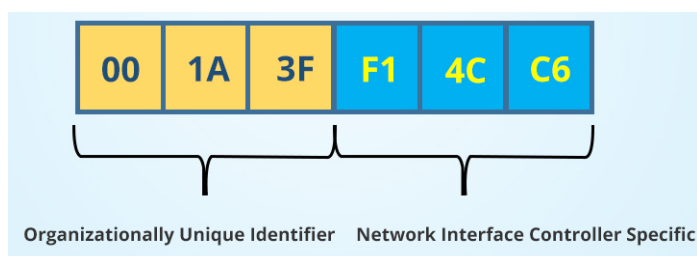 00 1A 3F F1 4C C6
Organizationally Unique Identifier Network Interface Controller Specific